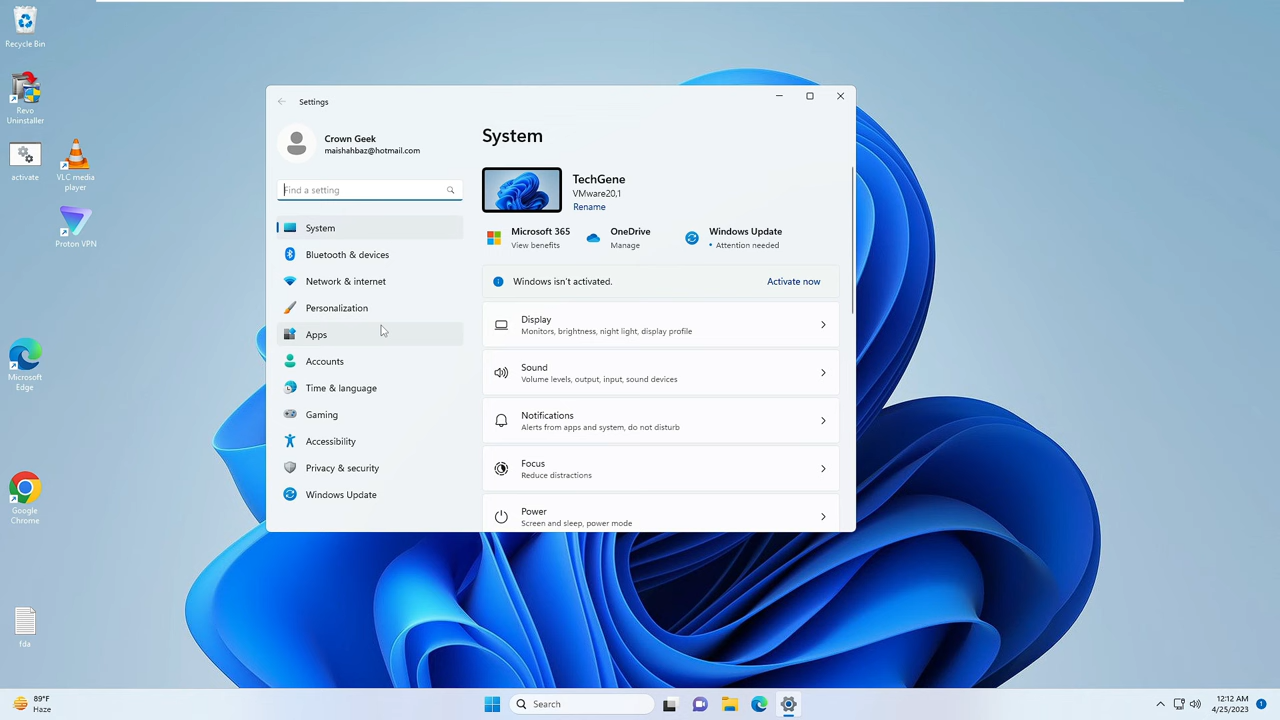 Recycle Bin
Revo
Uninstaller
activate
VLC media
player
Proton VPN
Microsoft
Edge
Google
Chrome
fda
Settings
Crown Geek
maishahbaz@hotmail.com
Find a setting
System
Bluetooth & devices
Network & internet
Personalization
Apps
Accounts
Time & language
Gaming
Accessibility
Privacy & security
Windows Update
System
TechGene
VMware20,1
Rename
Microsoft 365
View benefits
OneDrive
Manage
Windows Update
• Attention needed
Windows isn't activated.
Activate now
Display
Monitors, brightness, night light, display profile
Sound
Volume levels, output, input, sound devices
Notifications
Alerts from apps and system, do not disturb
Focus
Reduce distractions
Power
Screen and sleep, power mode
89°F
Haze
Search
12:12 AM
4/25/2023
1